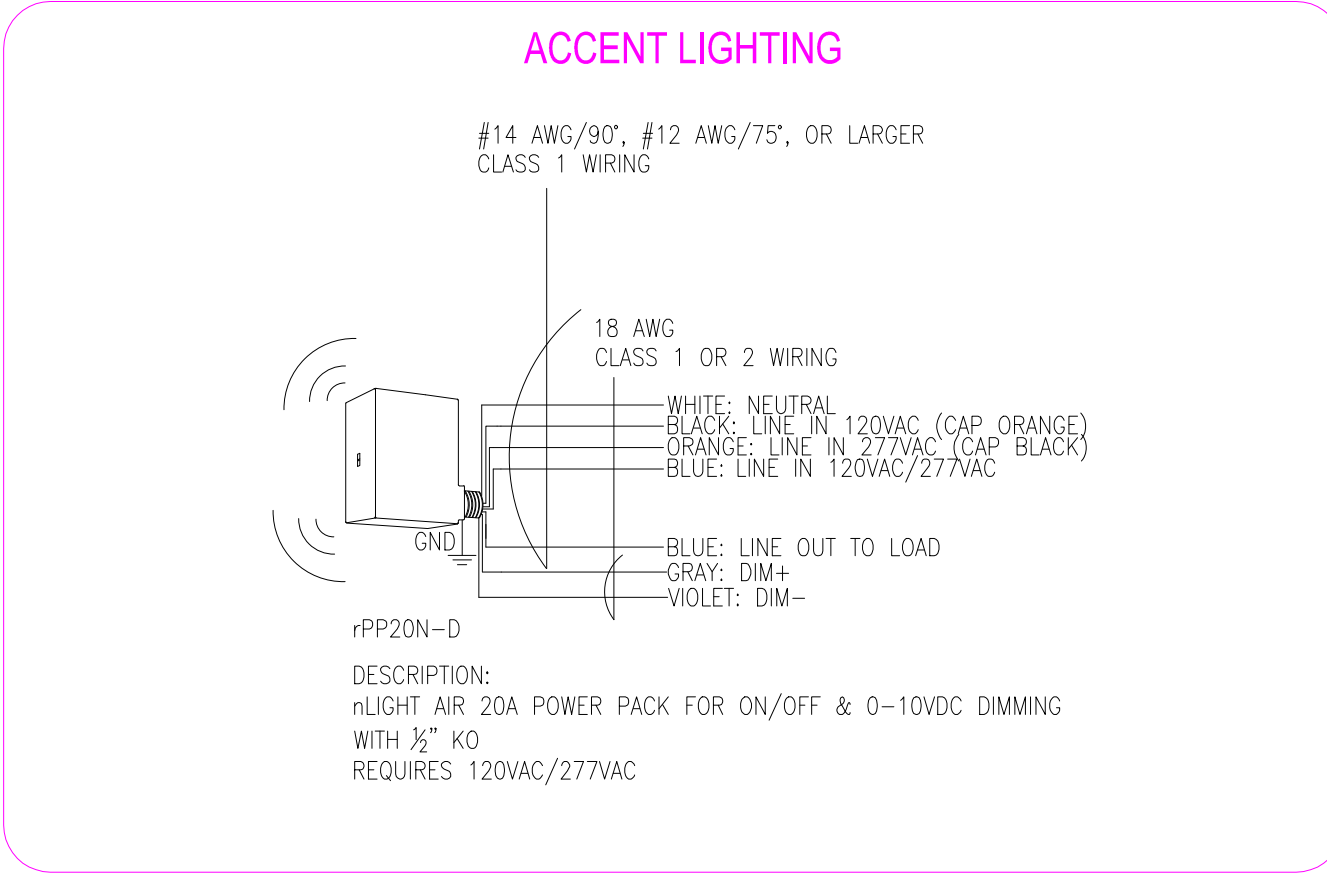 ACCENT LIGHTING
#14 AWG/90°, #12 AWG/75°, OR LARGER
CLASS 1 WIRING
18 AWG
CLASS 1 OR 2 WIRING
WHITE: NEUTRAL
BLACK: LINE IN 120VAC (CAP ORANGE)
ORANGE: LINE IN 277VAC (CAP BLACK)
BLUE: LINE IN 120VAC/277VAC
GND
BLUE: LINE OUT TO LOAD
GRAY: DIM+
VIOLET: DIM-
rPP20N-D
DESCRIPTION:
nLIGHT AIR 20A POWER PACK FOR ON/OFF & 0-10VDC DIMMING
WITH ½" KO
REQUIRES 120VAC/277VAC